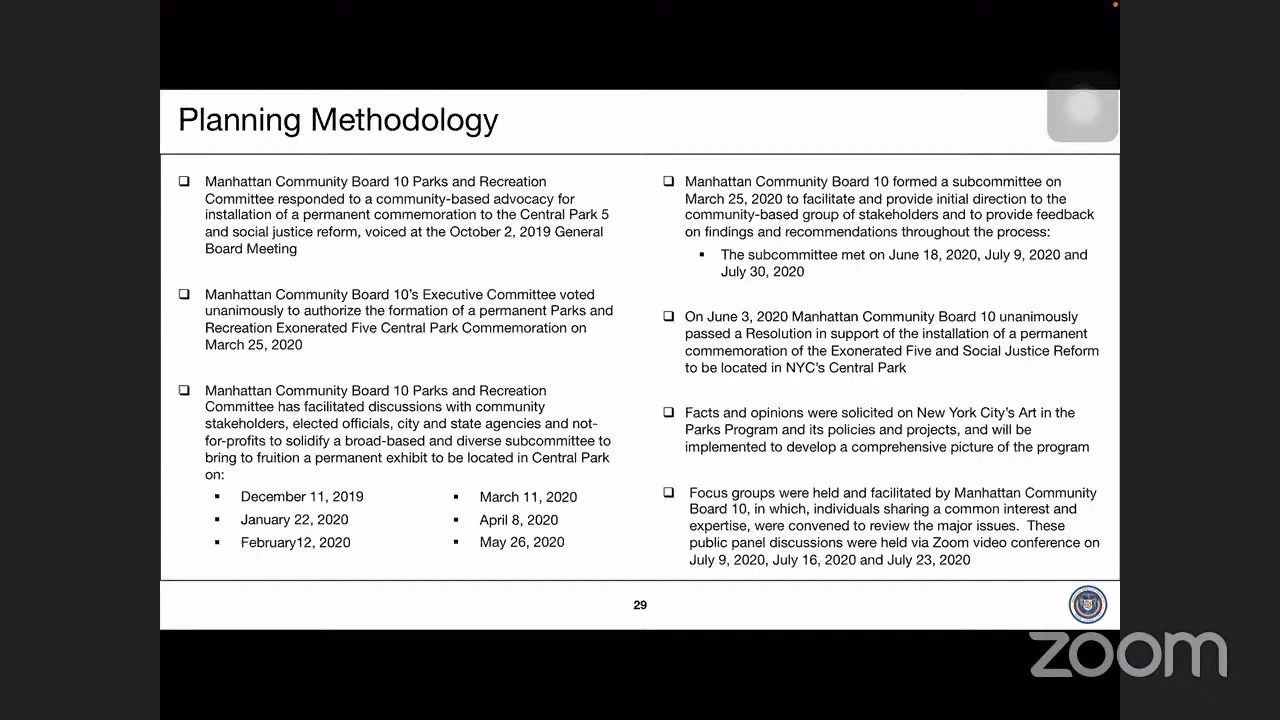 Planning Methodology
❑ Manhattan Community Board 10 Parks and Recreation
Committee responded to a community-based advocacy for
installation of a permanent commemoration to the Central Park 5
and social justice reform, voiced at the October 2, 2019 General
Board Meeting
❑ Manhattan Community Board 10's Executive Committee voted
unanimously to authorize the formation of a permanent Parks and
Recreation Exonerated Five Central Park Commemoration on
March 25, 2020
❑ Manhattan Community Board 10 Parks and Recreation
Committee has facilitated discussions with community
stakeholders, elected officials, city and state agencies and not-
for-profits to solidify a broad-based and diverse subcommittee to
bring to fruition a permanent exhibit to be located in Central Park
on:
▪ December 11, 2019
▪ January 22, 2020
▪ February12, 2020
▪ March 11, 2020
▪ April 8, 2020
▪ May 26, 2020
❑ Manhattan Community Board 10 formed a subcommittee on
March 25, 2020 to facilitate and provide initial direction to the
community-based group of stakeholders and to provide feedback
on findings and recommendations throughout the process:
▪ The subcommittee met on June 18, 2020, July 9, 2020 and
July 30, 2020
❑ On June 3, 2020 Manhattan Community Board 10 unanimously
passed a Resolution in support of the installation of a permanent
commemoration of the Exonerated Five and Social Justice Reform
to be located in NYC's Central Park
❑ Facts and opinions were solicited on New York City's Art in the
Parks Program and its policies and projects, and will be
implemented to develop a comprehensive picture of the program
❑ Focus groups were held and facilitated by Manhattan Community
Board 10, in which, individuals sharing a common interest and
expertise, were convened to review the major issues. These
public panel discussions were held via Zoom video conference on
July 9, 2020, July 16, 2020 and July 23, 2020
29
zoom